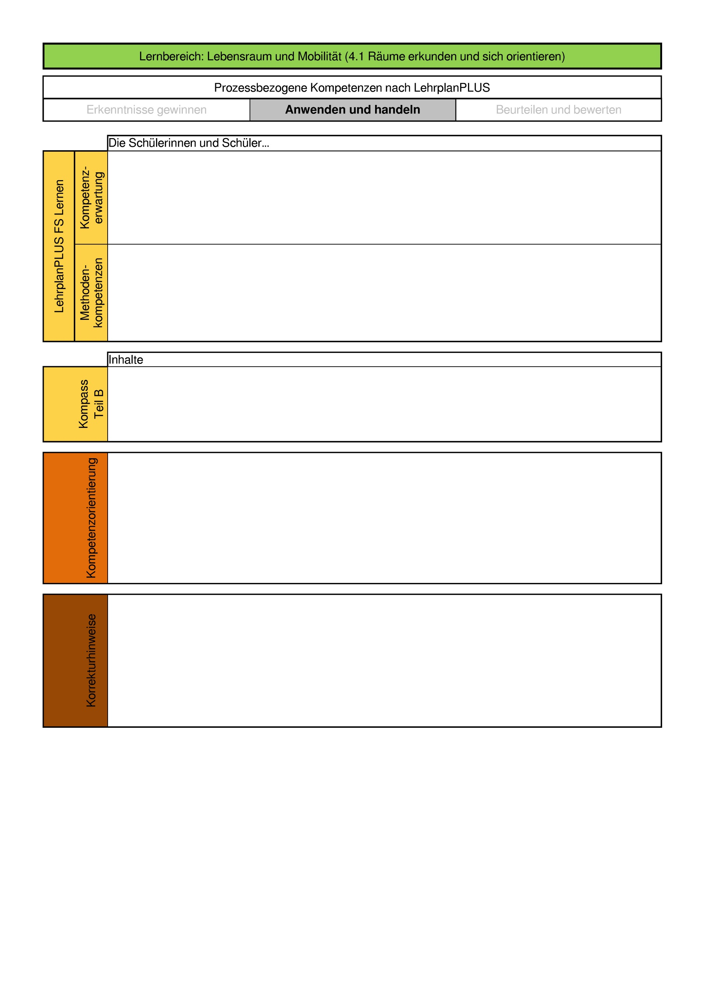 Lernbereich: Lebensraum und Mobilität (4.1 Räume erkunden und sich orientieren)
Prozessbezogene Kompetenzen nach LehrplanPLUS
Erkenntnisse gewinnen
Anwenden und handeln
Beurteilen und bewerten
Die Schülerinnen und Schüler...
LehrplanPLUS FS Lernen
Kompetenz-
erwartung
Methoden-
kompetenzen
Inhalte
Kompass
Teil B
Kompetenzorientierung
Korrekturhinweise